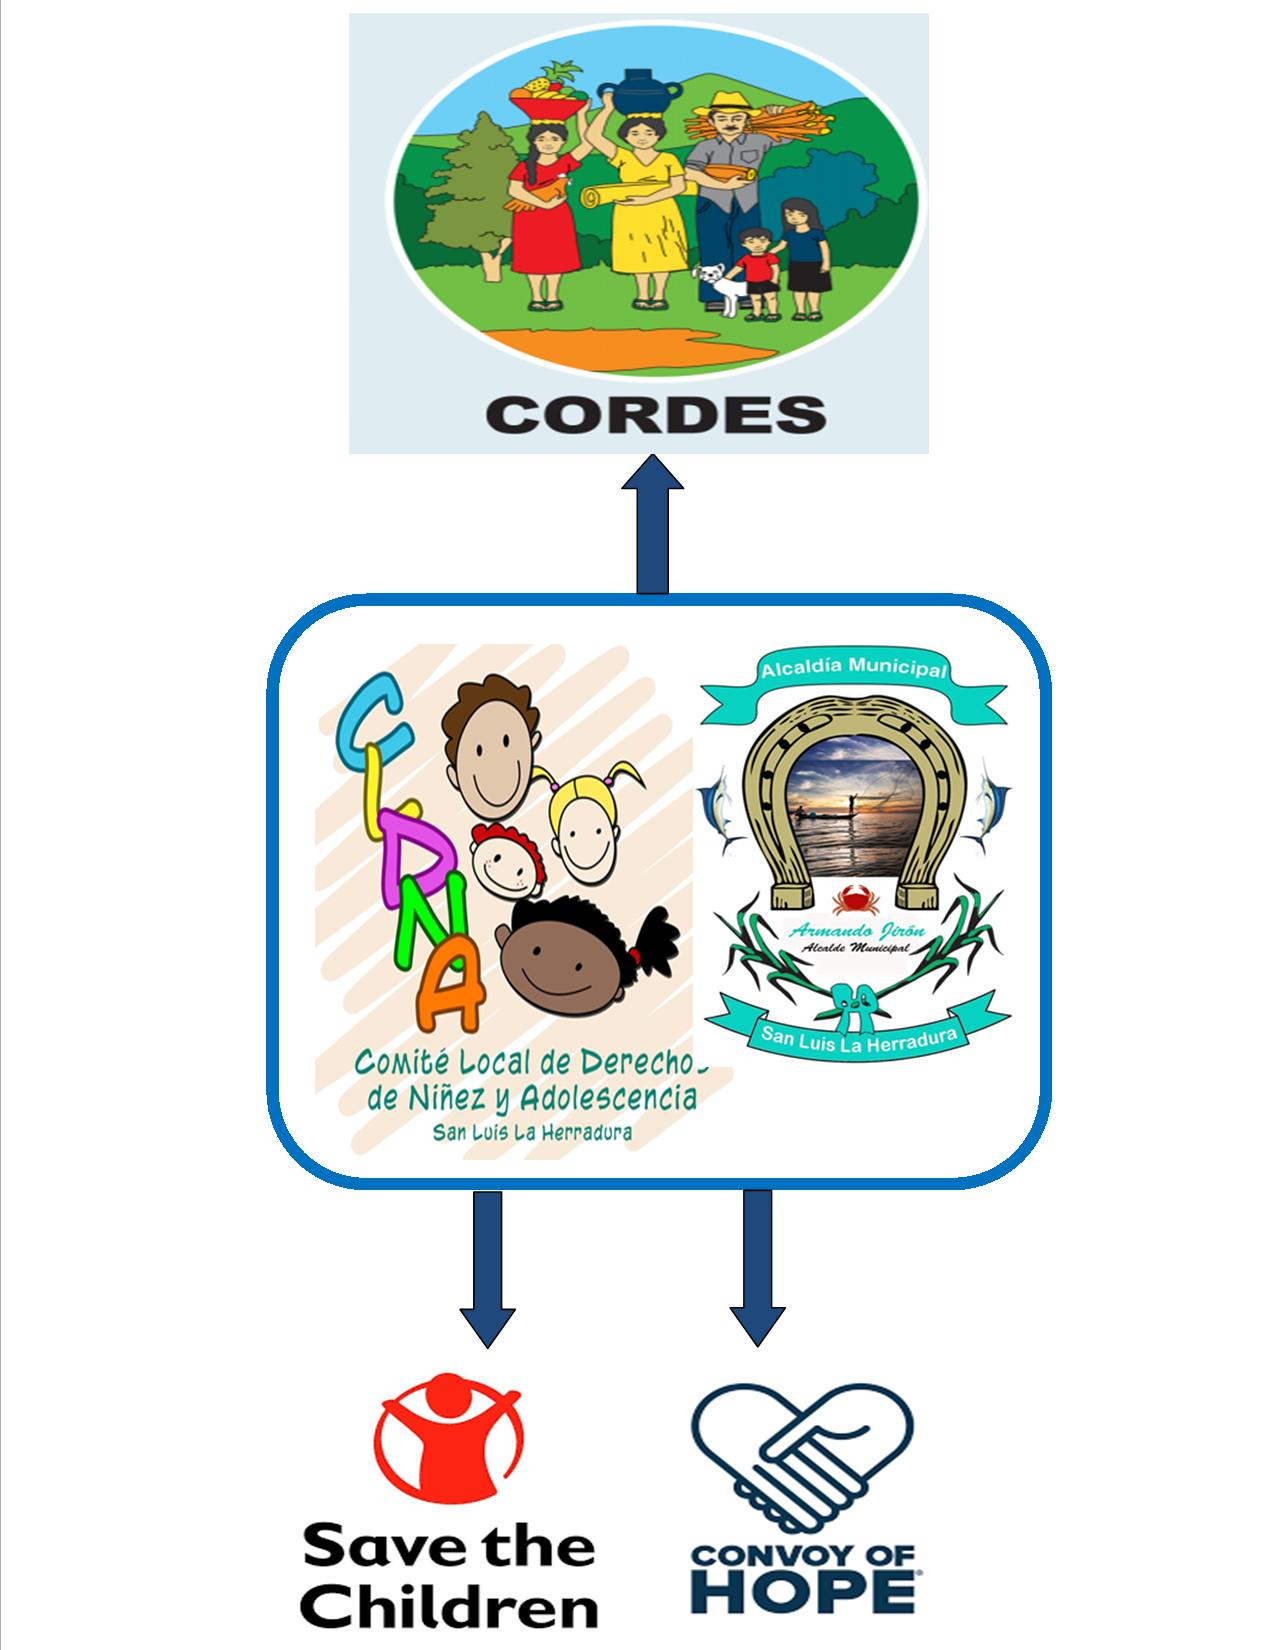 CORDES
CLDNA
Comité Local de Derechos
de Niñez y Adolescencia
San Luis La Herradura
Alcaldía Municipal
Armando Jirón
Alcalde Municipal
San Luis La Herradura
Save the
Children
CONVOY OF
HOPE®